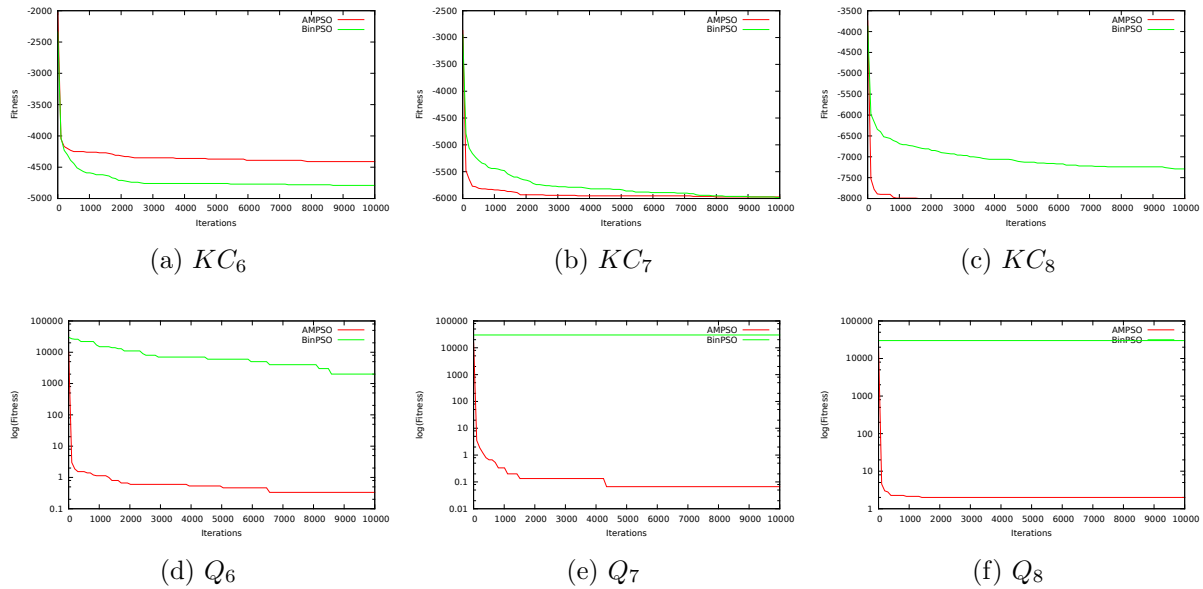 -2000
-2500
-3000
-3500
-4000
-4500
-5000
0 1000 2000 3000 4000 5000 6000 7000 8000 9000 10000
Fitness
Iterations
AMPSO
BinPSO
(a) KC6
-2500
-3000
-3500
-4000
-4500
-5000
-5500
-6000
0 1000 2000 3000 4000 5000 6000 7000 8000 9000 10000
Fitness
Iterations
AMPSO
BinPSO
(b) KC7
-3500
-4000
-4500
-5000
-5500
-6000
-6500
-7000
-7500
-8000
0 1000 2000 3000 4000 5000 6000 7000 8000 9000 10000
Fitness
Iterations
AMPSO
BinPSO
(c) KC8
100000
10000
1000
100
10
1
0.1
0 1000 2000 3000 4000 5000 6000 7000 8000 9000 10000
log(Fitness)
Iterations
AMPSO
BinPSO
(d) Q6
100000
10000
1000
100
10
1
0.1
0.01
0 1000 2000 3000 4000 5000 6000 7000 8000 9000 10000
log(Fitness)
Iterations
AMPSO
BinPSO
(e) Q7
100000
10000
1000
100
10
1
0 1000 2000 3000 4000 5000 6000 7000 8000 9000 10000
log(Fitness)
Iterations
AMPSO
BinPSO
(f) Q8